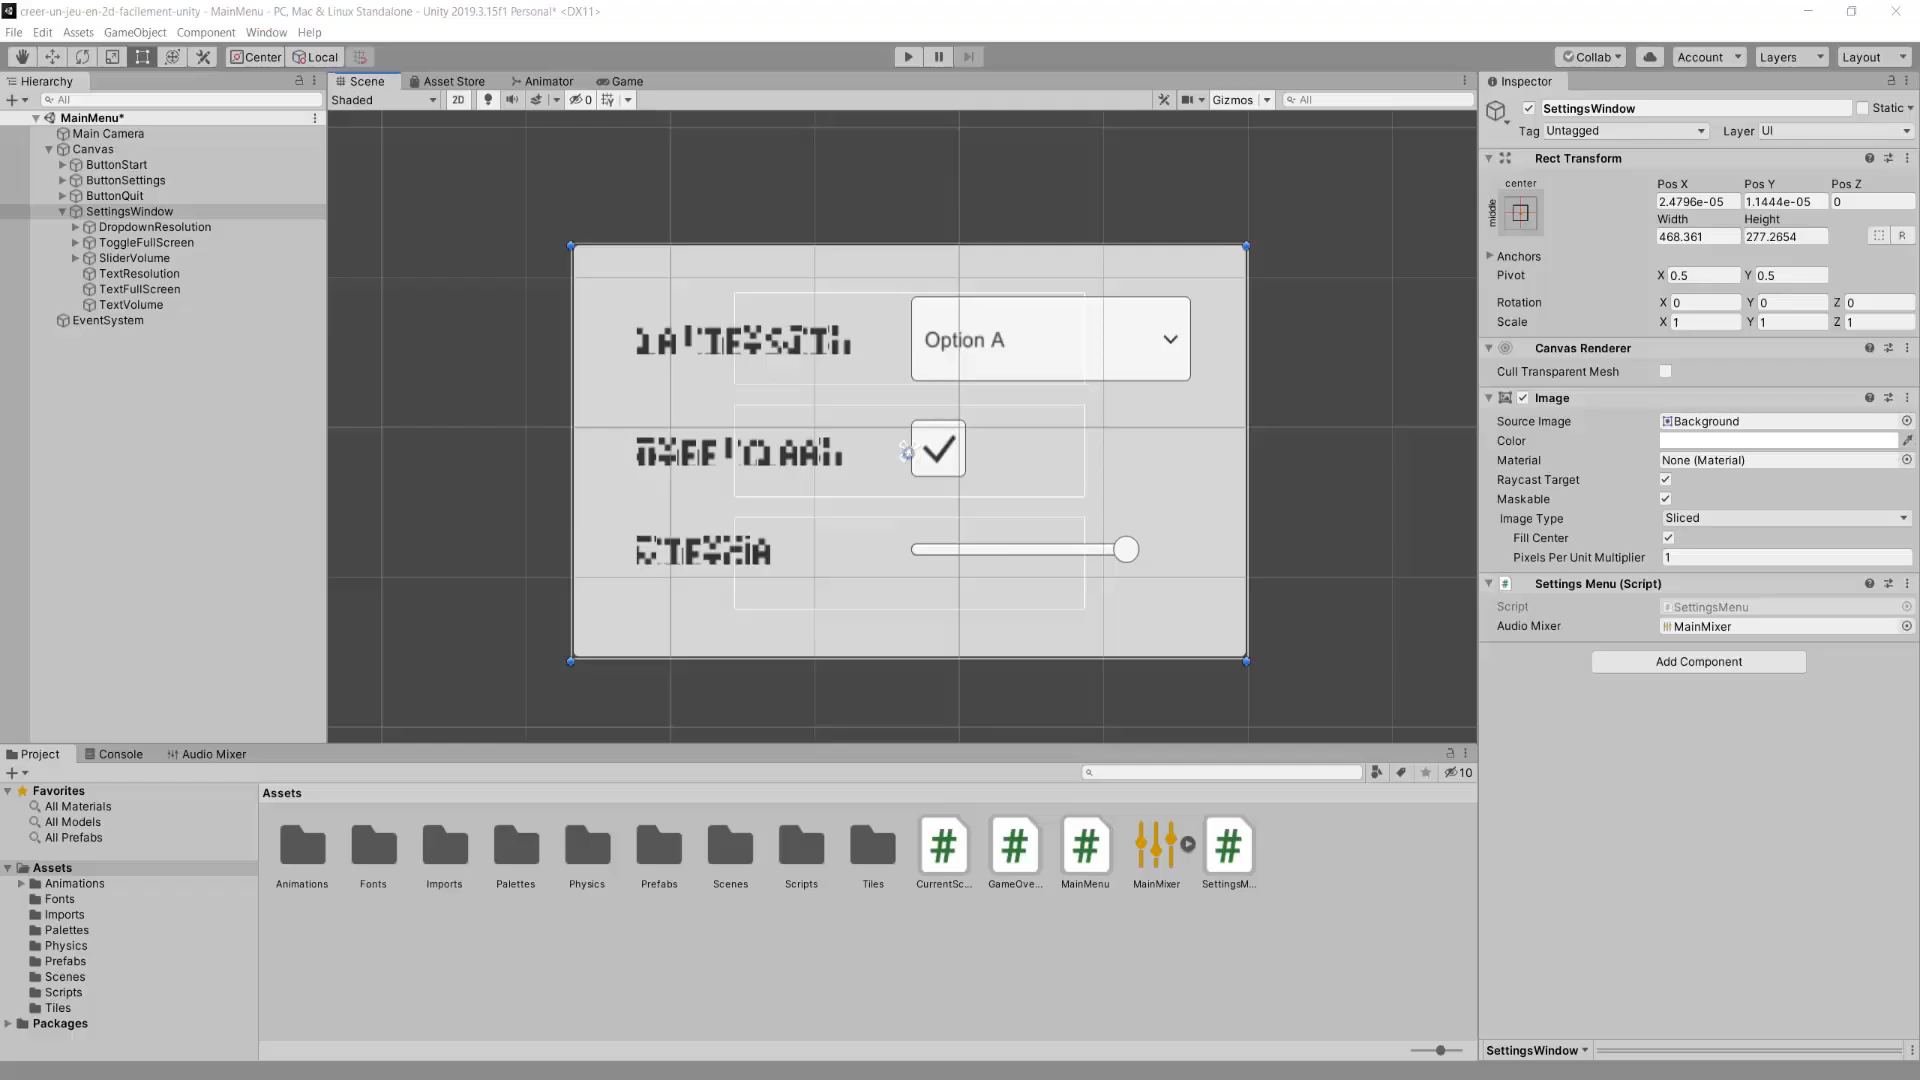 creer-un-jeu-en-2d-facilement-unity - MainMenu - PC, Mac & Linux Standalone - Unity 2019.3.15f1 Personal* <DX11>
File Edit Assets GameObject Component Window Help
Center Local Collab Account Layers Layout
Hierarchy
All
MainMenu*
Main Camera
Canvas
ButtonStart
ButtonSettings
ButtonQuit
SettingsWindow
DropdownResolution
ToggleFullScreen
SliderVolume
TextResolution
TextFullScreen
TextVolume
EventSystem
Scene Asset Store Animator Game
Shaded 2D 0 Gizmos All
Option A
Inspector
SettingsWindow Static
Tag Untagged Layer UI
Rect Transform
center
middle
Pos X Pos Y Pos Z
2.4796e-05 1.1444e-05 0
Width Height
468.361 277.2654 R
Anchors
Pivot X 0.5 Y 0.5
Rotation X 0 Y 0 Z 0
Scale X 1 Y 1 Z 1
Canvas Renderer
Cull Transparent Mesh
Image
Source Image Background
Color
Material None (Material)
Raycast Target
Maskable
Image Type Sliced
Fill Center
Pixels Per Unit Multiplier 1
# Settings Menu (Script)
Script SettingsMenu
Audio Mixer MainMixer
Add Component
Project Console Audio Mixer
10
Favorites
All Materials
All Models
All Prefabs
Assets
Animations
Fonts
Imports
Palettes
Physics
Prefabs
Scenes
Scripts
Tiles
Packages
Assets
# # # #
Animations Fonts Imports Palettes Physics Prefabs Scenes Scripts Tiles CurrentSc... GameOve... MainMenu MainMixer SettingsM...
SettingsWindow